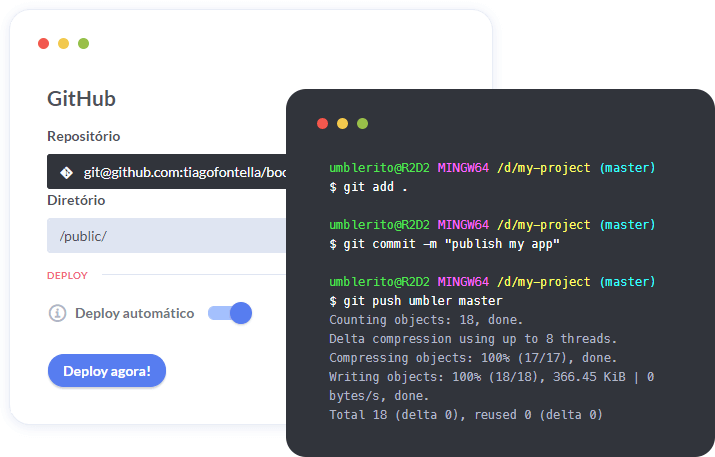 GitHub
Repositório
git@github.com:tiagofontella/boo
Diretório
/public/
DEPLOY
Deploy automático
Deploy agora!
umblerito@R2D2 MINGW64 /d/my-project (master)
$ git add .
umblerito@R2D2 MINGW64 /d/my-project (master)
$ git commit -m "publish my app"
umblerito@R2D2 MINGW64 /d/my-project (master)
$ git push umbler master
Counting objects: 18, done.
Delta compression using up to 8 threads.
Compressing objects: 100% (17/17), done.
Writing objects: 100% (18/18), 366.45 KiB | 0
bytes/s, done.
Total 18 (delta 0), reused 0 (delta 0)